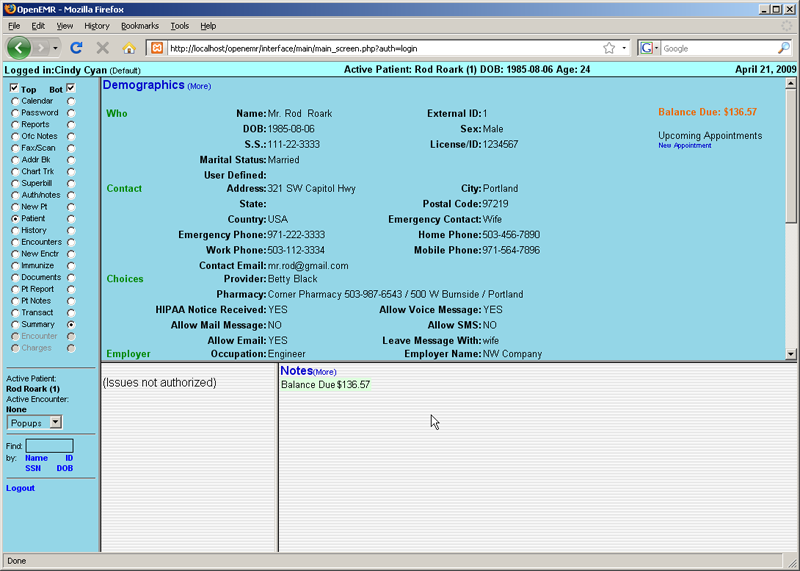 OpenEMR - Mozilla Firefox
File Edit View History Bookmarks Tools Help
http://localhost/openemr/interface/main/main_screen.php?auth=login
Google
Logged in:Cindy Cyan (Default)
Active Patient: Rod Roark (1) DOB: 1985-08-06 Age: 24
April 21, 2009
Top Bot
Calendar
Password
Reports
Ofc Notes
Fax/Scan
Addr Bk
Chart Trk
Superbill
Auth/notes
New Pt
Patient
History
Encounters
New Enctr
Immunize
Documents
Pt Report
Pt Notes
Transact
Summary
Encounter
Charges
Active Patient:
Rod Roark (1)
Active Encounter:
None
Popups
Find:
by: Name ID
SSN DOB
Logout
Demographics (More)
Who Name: Mr. Rod Roark External ID: 1
DOB: 1985-08-06 Sex: Male
S.S.: 111-22-3333 License/ID: 1234567
Marital Status: Married
User Defined:
Contact Address: 321 SW Capitol Hwy City: Portland
State: Postal Code: 97219
Country: USA Emergency Contact: Wife
Emergency Phone: 971-222-3333 Home Phone: 503-456-7890
Work Phone: 503-112-3334 Mobile Phone: 971-564-7896
Contact Email: mr.rod@gmail.com
Choices Provider: Betty Black
Pharmacy: Corner Pharmacy 503-987-6543 / 500 W Burnside / Portland
HIPAA Notice Received: YES Allow Voice Message: YES
Allow Mail Message: NO Allow SMS: NO
Allow Email: YES Leave Message With: wife
Employer Occupation: Engineer Employer Name: NW Company
Balance Due: $136.57
Upcoming Appointments
New Appointment
(Issues not authorized)
Notes(More)
Balance Due $136.57
Done